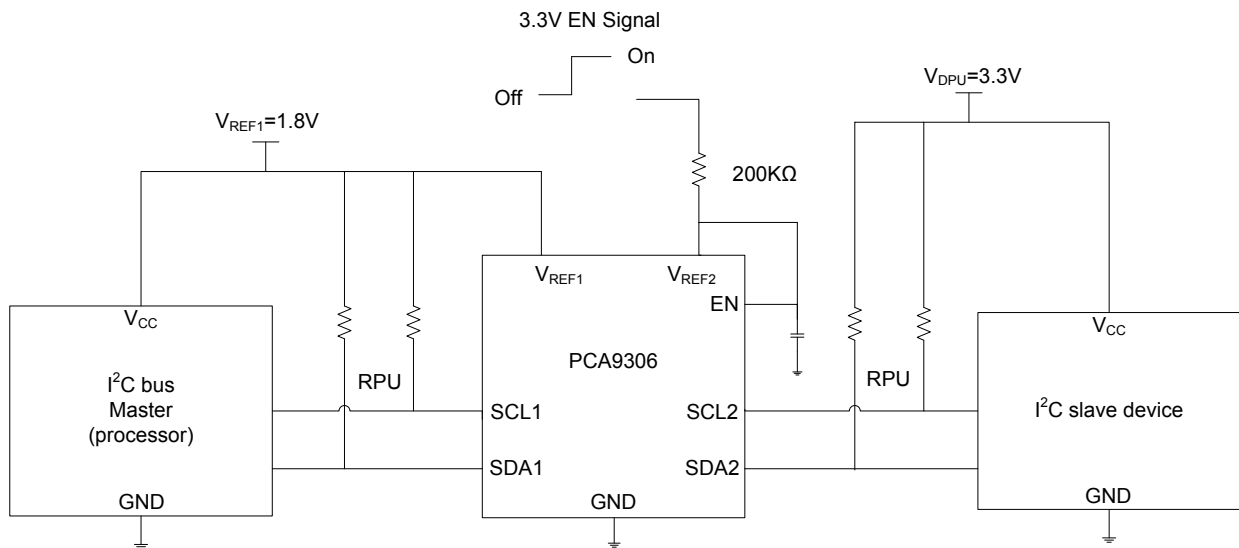 3.3V EN Signal
On
Off
V_DPU=3.3V
V_REF1=1.8V
200KΩ
V_REF1
V_REF2
EN
V_CC
V_CC
PCA9306
I²C bus
Master
(processor)
RPU
RPU
SCL1
SCL2
I²C slave device
SDA1
SDA2
GND
GND
GND